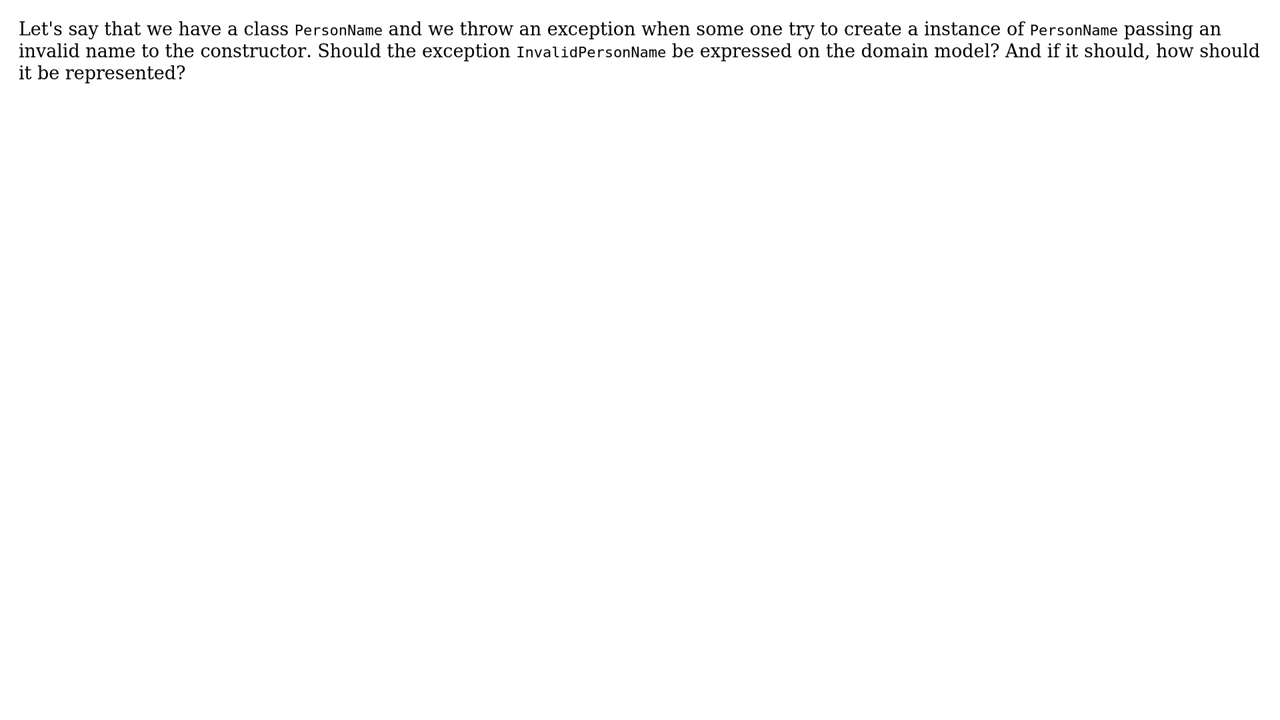 Let's say that we have a class PersonName and we throw an exception when some one try to create a instance of PersonName passing an
invalid name to the constructor. Should the exception InvalidPersonName be expressed on the domain model? And if it should, how should
it be represented?